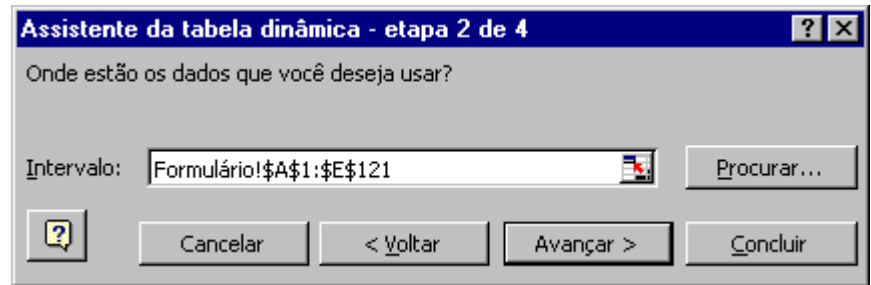 Assistente da tabela dinâmica - etapa 2 de 4
Onde estão os dados que você deseja usar?
Intervalo: Formulário!$A$1:$E$121 Procurar...
Cancelar < Voltar Avançar > Concluir